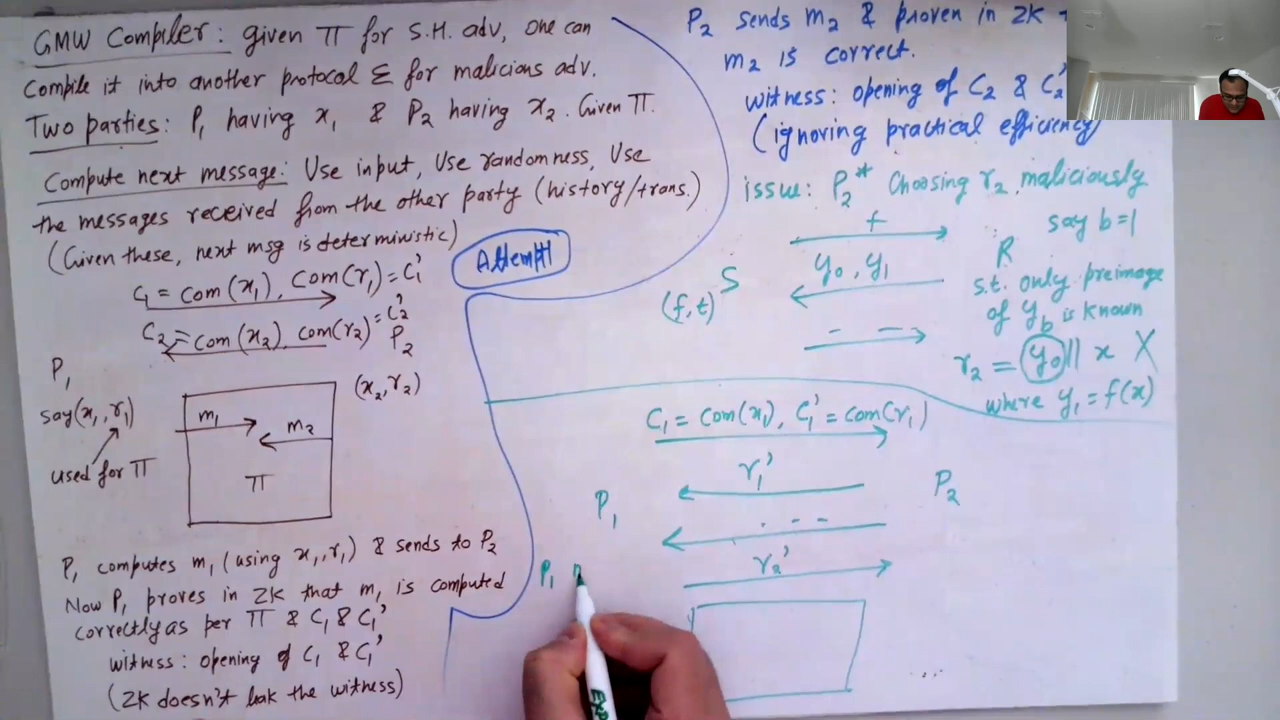 GMW Compiler: given Π for S.H. adv, one can
Compile it into another protocol Σ for malicious adv.
Two parties: P₁ having x₁ & P₂ having x₂. Given Π.
Compute next message: Use input, Use randomness, Use
the messages received from the other party (history/trans.)
(Given these, next msg is deterministic)
Attempt1
C₁ = Com(x₁), Com(r₁) = C₁'
C₂ = Com(x₂), com(r₂) = C₂'
P₁
P₂
say (x₁, r₁)
(x₂, r₂)
used for Π
m₁
m₂
Π
P₁ computes m₁ (using x₁, r₁) & sends to P₂
Now P₁ proves in ZK that m₁ is computed
correctly as per Π & C₁ & C₁'
witness: opening of C₁ & C₁'
(ZK doesn't leak the witness)
P₂ sends m₂ & proven in ZK
m₂ is correct.
witness: opening of C₂ & C₂'
(ignoring practical efficiency)
issue: P₂* Choosing r₂ maliciously
f
say b=1
S
y₀, y₁
R
(f,t)
s.t. only preimage
of y_b is known
- -
r₂ = y₀ || x X
where y₁ = f(x)
C₁ = Com(x₁), C₁' = com(r₁)
r₁'
P₁
P₂
- - -
r₂'
P₁
...